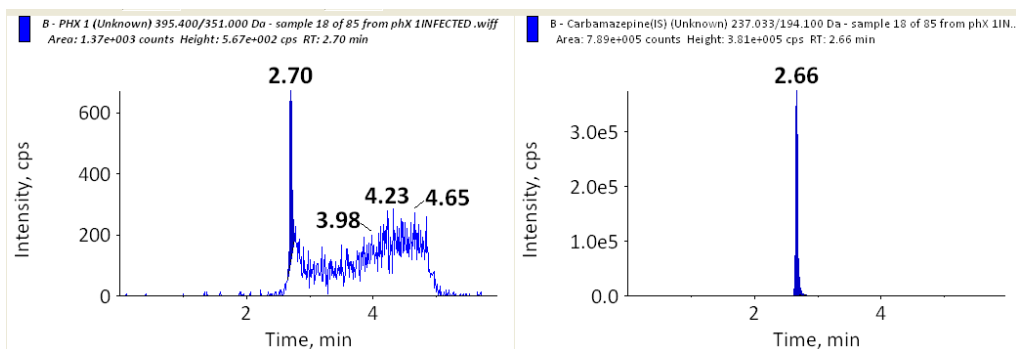 B - PHX 1 (Unknown) 395.400/351.000 Da - sample 18 of 85 from phX 1INFECTED .wiff
Area: 1.37e+003 counts Height: 5.67e+002 cps RT: 2.70 min
2.70
600
400
200
0
3.98
4.23
4.65
2
4
Intensity, cps
Time, min
B - Carbamazepine(IS) (Unknown) 237.033/194.100 Da - sample 18 of 85 from phX 1IN...
Area: 7.89e+005 counts Height: 3.81e+005 cps RT: 2.66 min
2.66
3.0e5
2.0e5
1.0e5
0.0
2
4
Intensity, cps
Time, min